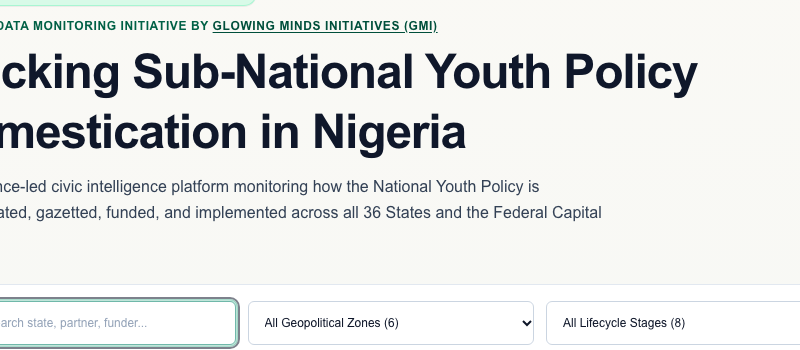 DATA MONITORING INITIATIVE BY GLOWING MINDS INITIATIVES (GMI)
cking Sub-National Youth Policy
mestication in Nigeria
nce-led civic intelligence platform monitoring how the National Youth Policy is
ated, gazetted, funded, and implemented across all 36 States and the Federal Capital
arch state, partner, funder...
All Geopolitical Zones (6)
All Lifecycle Stages (8)